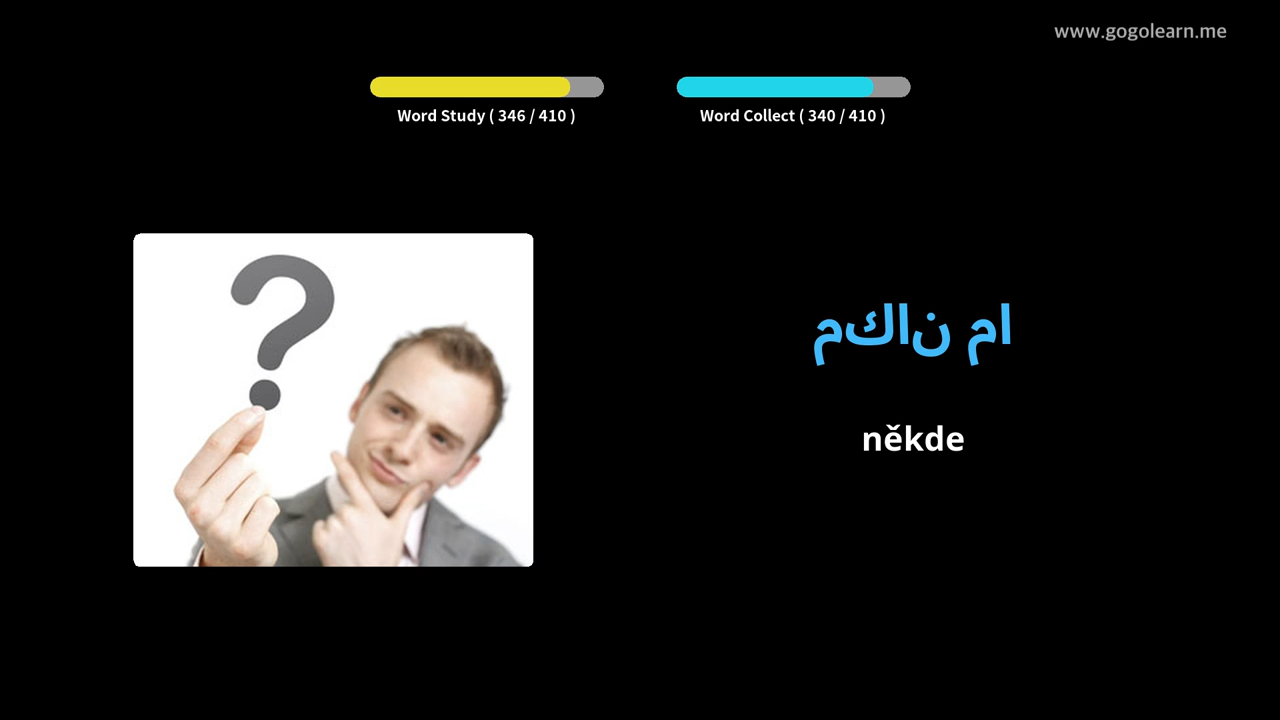 www.gogolearn.me
Word Study ( 346 / 410 )
Word Collect ( 340 / 410 )
مكان ما
někde